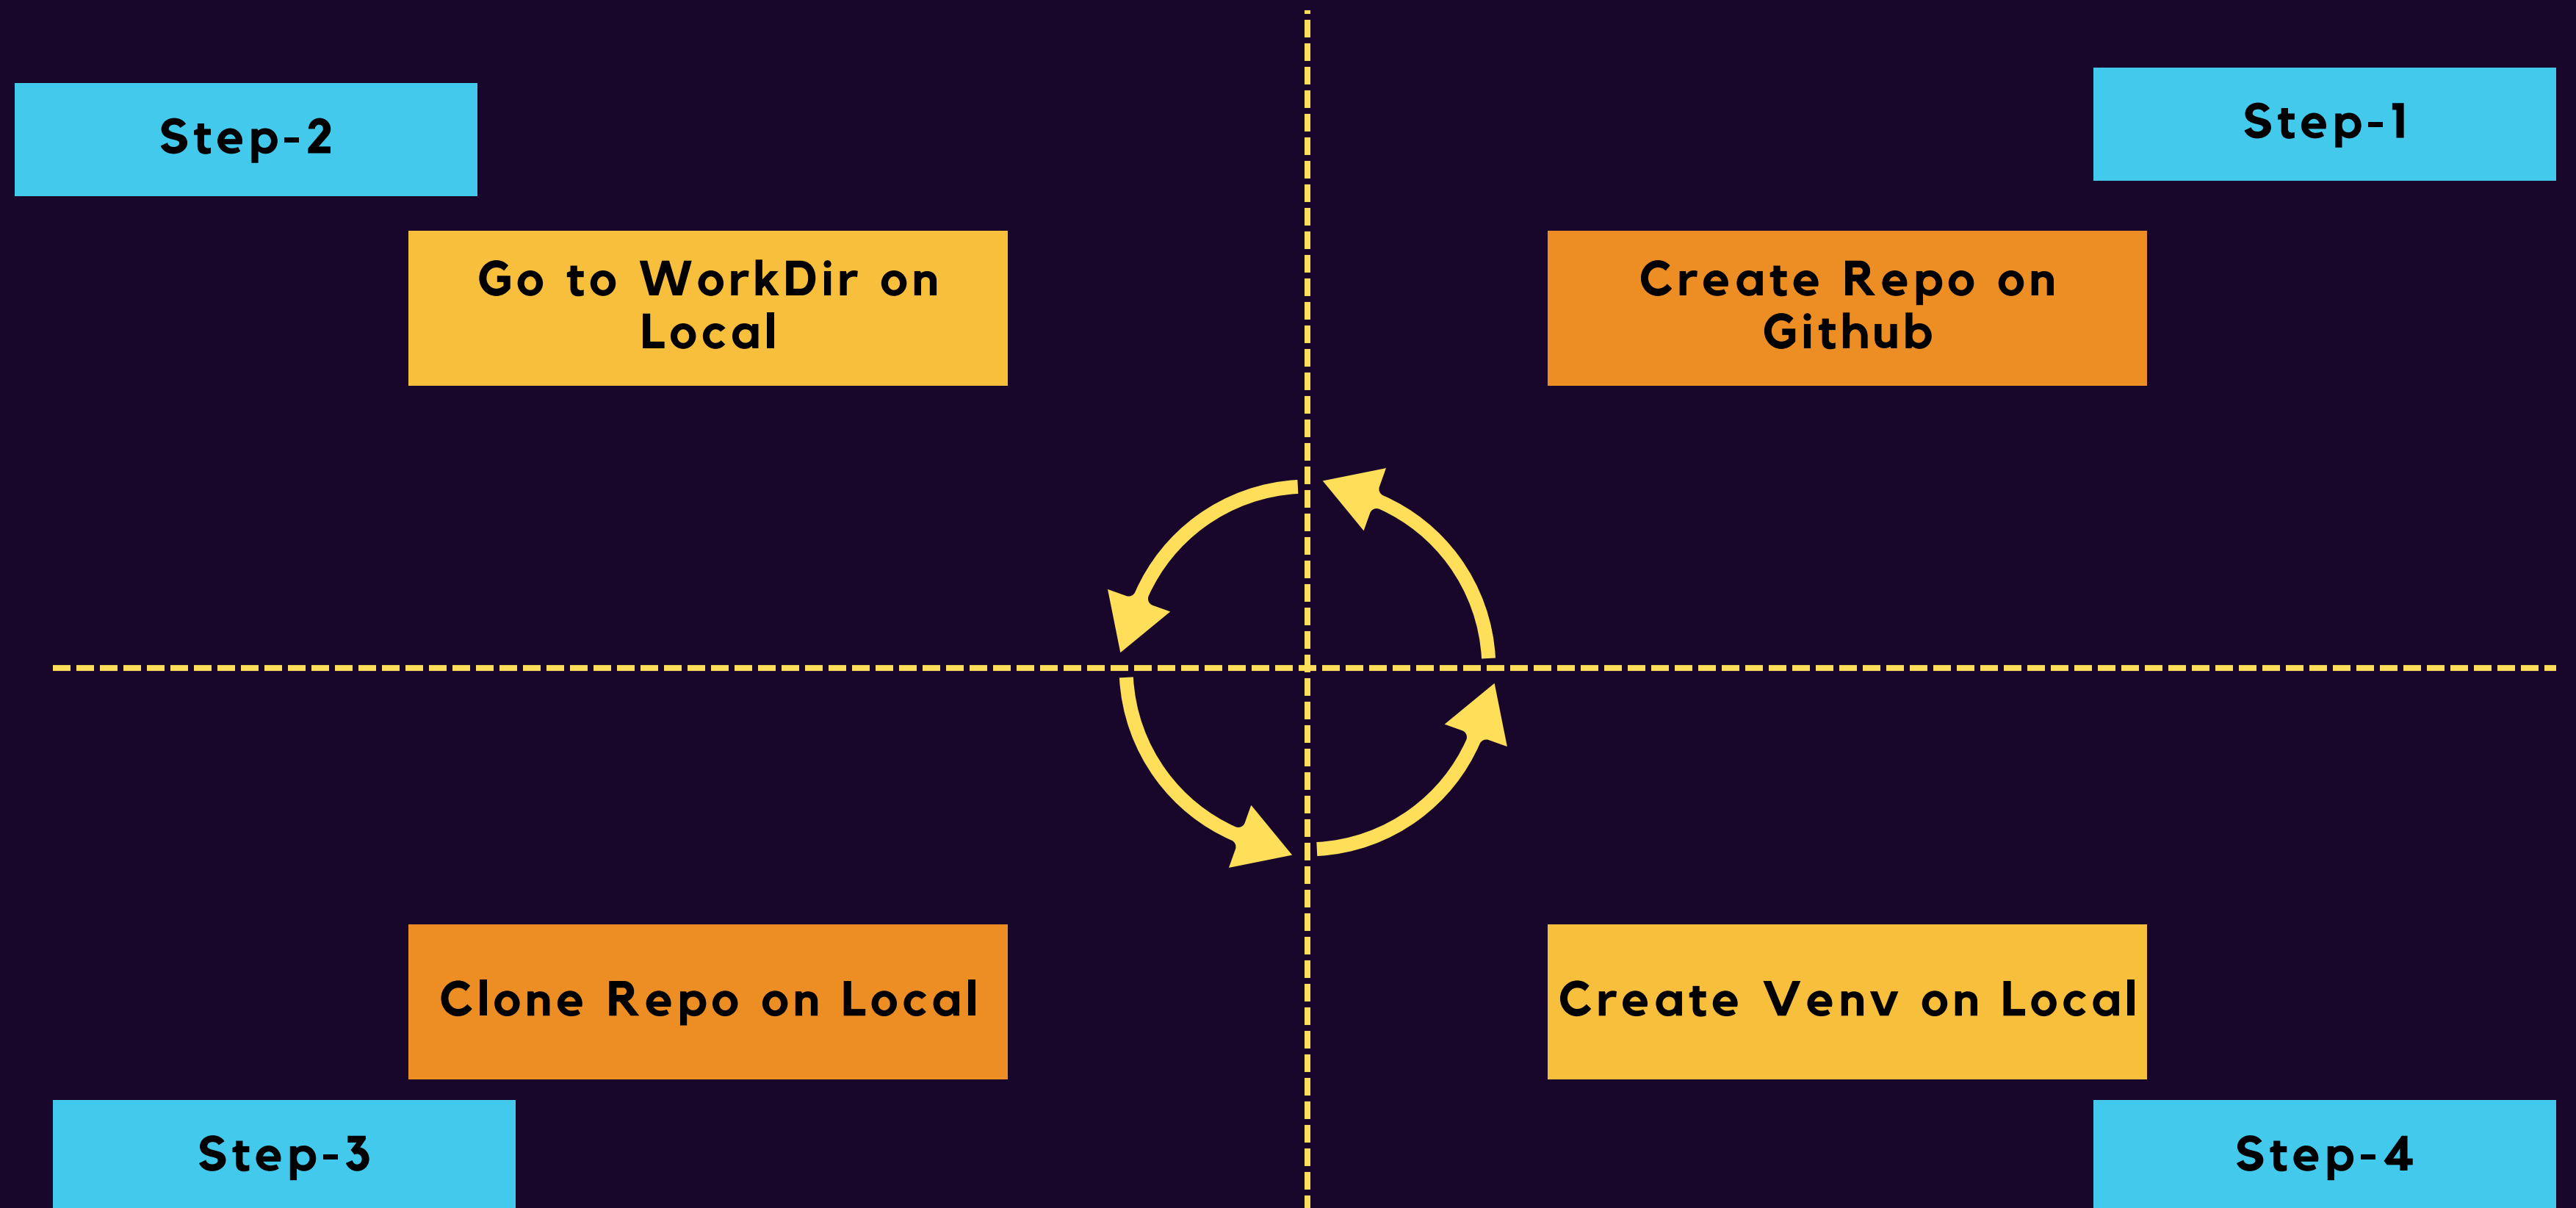 Step-1
Create Repo on
Github
Step-2
Go to WorkDir on
Local
Step-3
Clone Repo on Local
Step-4
Create Venv on Local